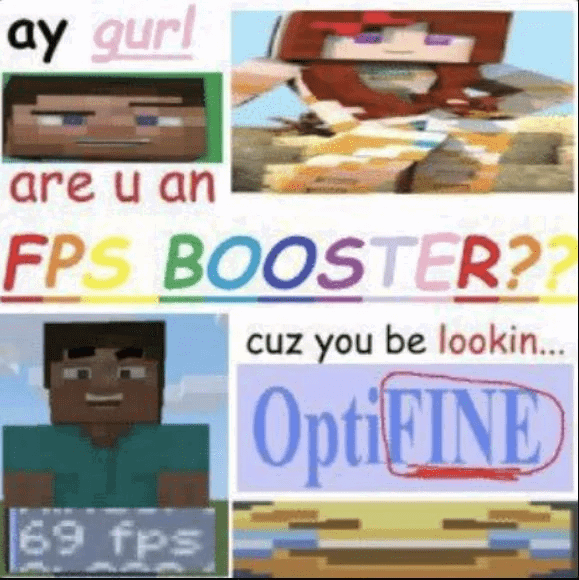 ay gurl
are u an
FPS BOOSTER??
cuz you be lookin...
OptiFINE
69 fps